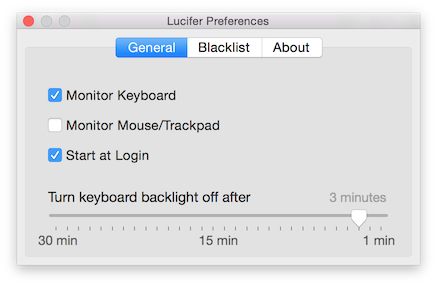 Lucifer Preferences
General Blacklist About
Monitor Keyboard
Monitor Mouse/Trackpad
Start at Login
Turn keyboard backlight off after 3 minutes
30 min 15 min 1 min